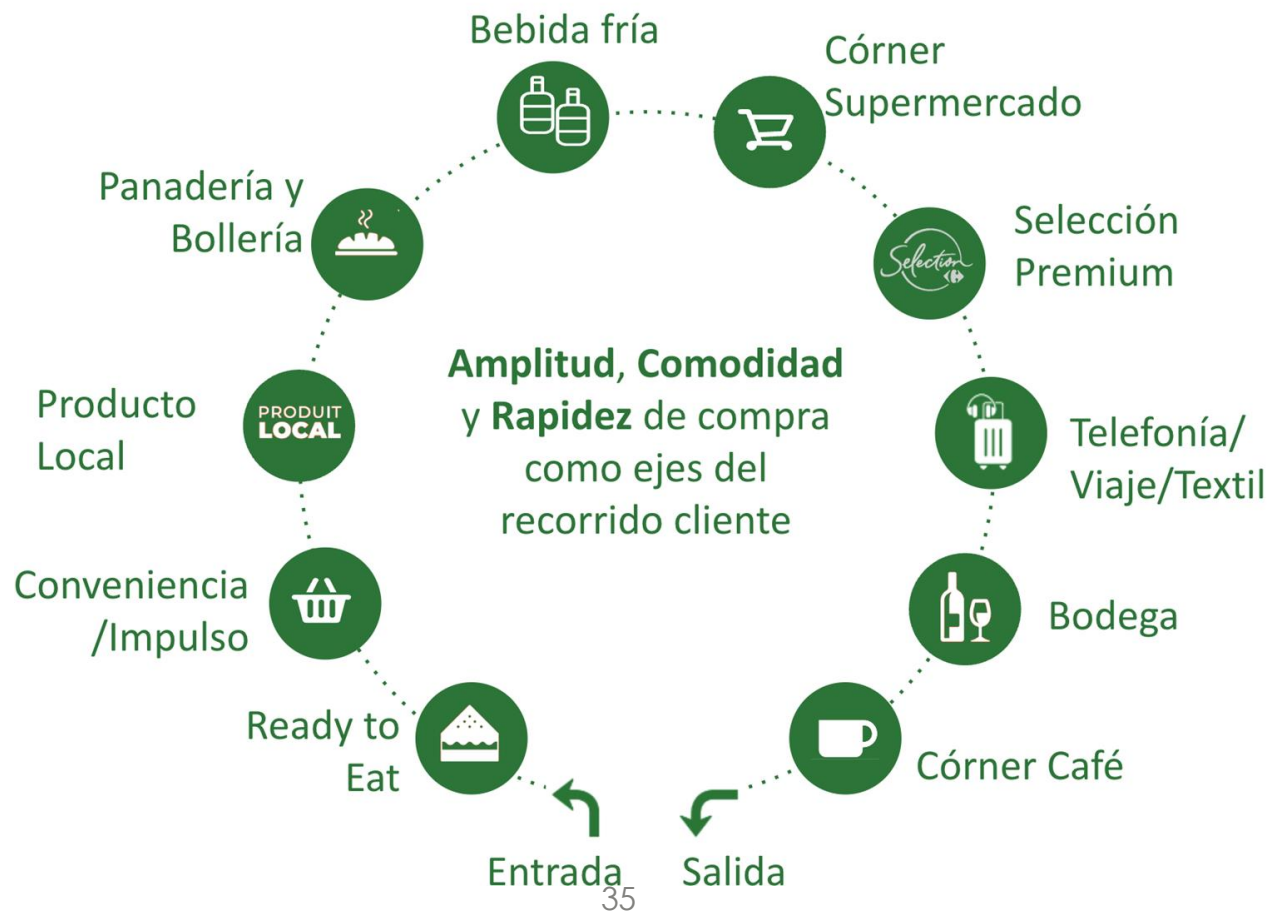 Bebida fría
Córner
Supermercado
Panadería y
Bollería
Selección
Premium
Selection
Amplitud, Comodidad
y Rapidez de compra
como ejes del
recorrido cliente
Producto
Local
PRODUIT
LOCAL
Telefonía/
Viaje/Textil
Conveniencia
/Impulso
Bodega
Ready to
Eat
Córner Café
Entrada
Salida
35